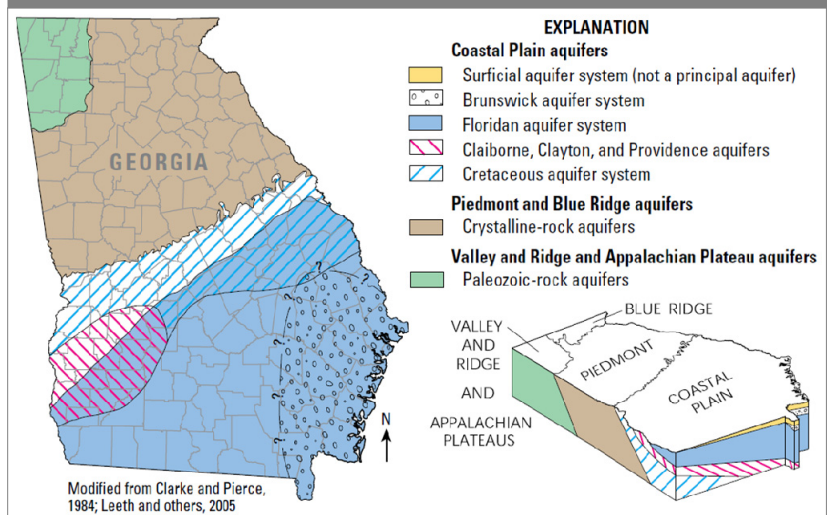 EXPLANATION
Coastal Plain aquifers
Surficial aquifer system (not a principal aquifer)
Brunswick aquifer system
Floridan aquifer system
Claiborne, Clayton, and Providence aquifers
Cretaceous aquifer system
Piedmont and Blue Ridge aquifers
Crystalline-rock aquifers
Valley and Ridge and Appalachian Plateau aquifers
Paleozoic-rock aquifers
GEORGIA
?
?
?
?
?
N
Modified from Clarke and Pierce,
1984; Leeth and others, 2005
BLUE RIDGE
VALLEY
AND
RIDGE
AND
APPALACHIAN
PLATEAUS
PIEDMONT
COASTAL
PLAIN